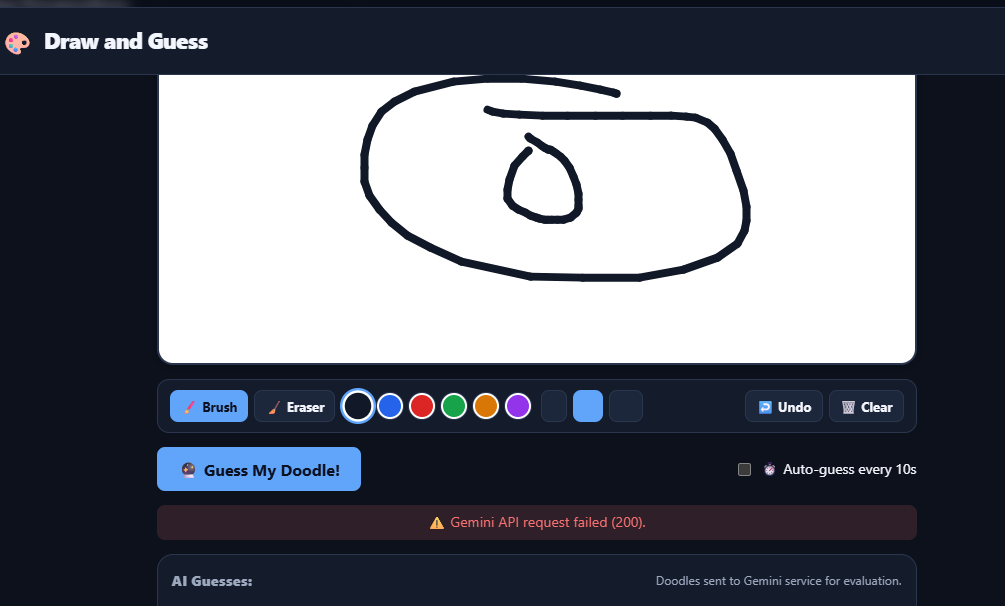 Draw and Guess
Brush Eraser Undo Clear
Guess My Doodle! Auto-guess every 10s
Gemini API request failed (200).
AI Guesses: Doodles sent to Gemini service for evaluation.